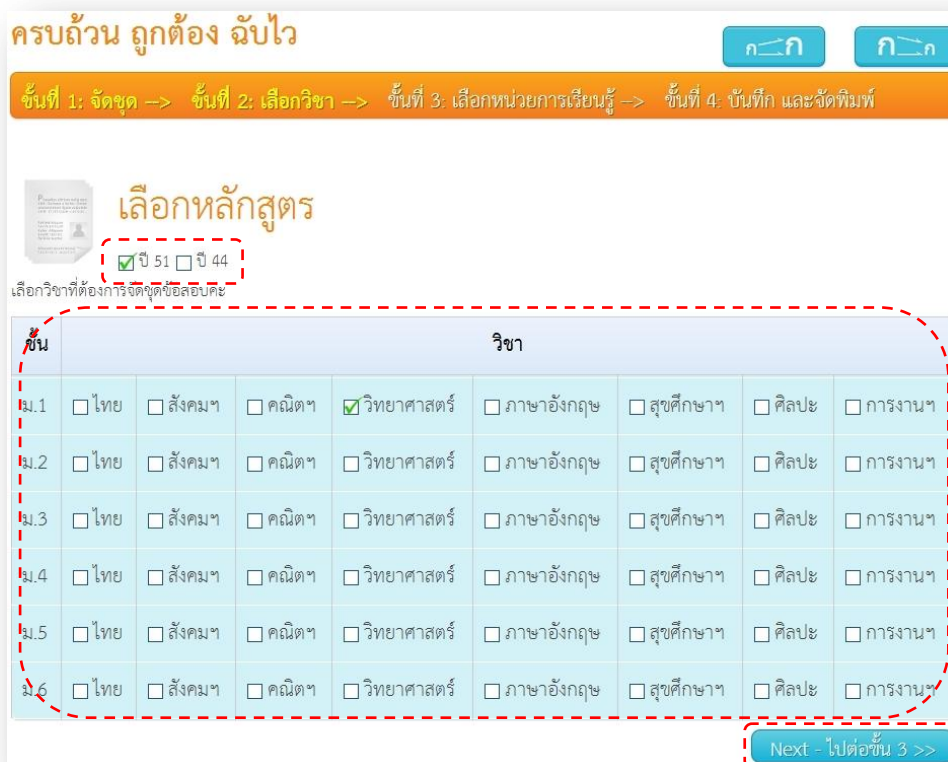 ครบถ้วน ถูกต้อง ฉับไว
ก ก ก ก
ขั้นที่ 1: จัดชุด –> ขั้นที่ 2: เลือกวิชา –> ขั้นที่ 3: เลือกหน่วยการเรียนรู้ –> ขั้นที่ 4: บันทึก และจัดพิมพ์
เลือกหลักสูตร
ปี 51 ปี 44
เลือกวิชาที่ต้องการจัดชุดข้อสอบคะ
ชั้น วิชา
ม.1 ไทย สังคมฯ คณิตฯ วิทยาศาสตร์ ภาษาอังกฤษ สุขศึกษาฯ ศิลปะ การงานฯ
ม.2 ไทย สังคมฯ คณิตฯ วิทยาศาสตร์ ภาษาอังกฤษ สุขศึกษาฯ ศิลปะ การงานฯ
ม.3 ไทย สังคมฯ คณิตฯ วิทยาศาสตร์ ภาษาอังกฤษ สุขศึกษาฯ ศิลปะ การงานฯ
ม.4 ไทย สังคมฯ คณิตฯ วิทยาศาสตร์ ภาษาอังกฤษ สุขศึกษาฯ ศิลปะ การงานฯ
ม.5 ไทย สังคมฯ คณิตฯ วิทยาศาสตร์ ภาษาอังกฤษ สุขศึกษาฯ ศิลปะ การงานฯ
ม.6 ไทย สังคมฯ คณิตฯ วิทยาศาสตร์ ภาษาอังกฤษ สุขศึกษาฯ ศิลปะ การงานฯ
Next - ไปต่อขั้น 3 >>